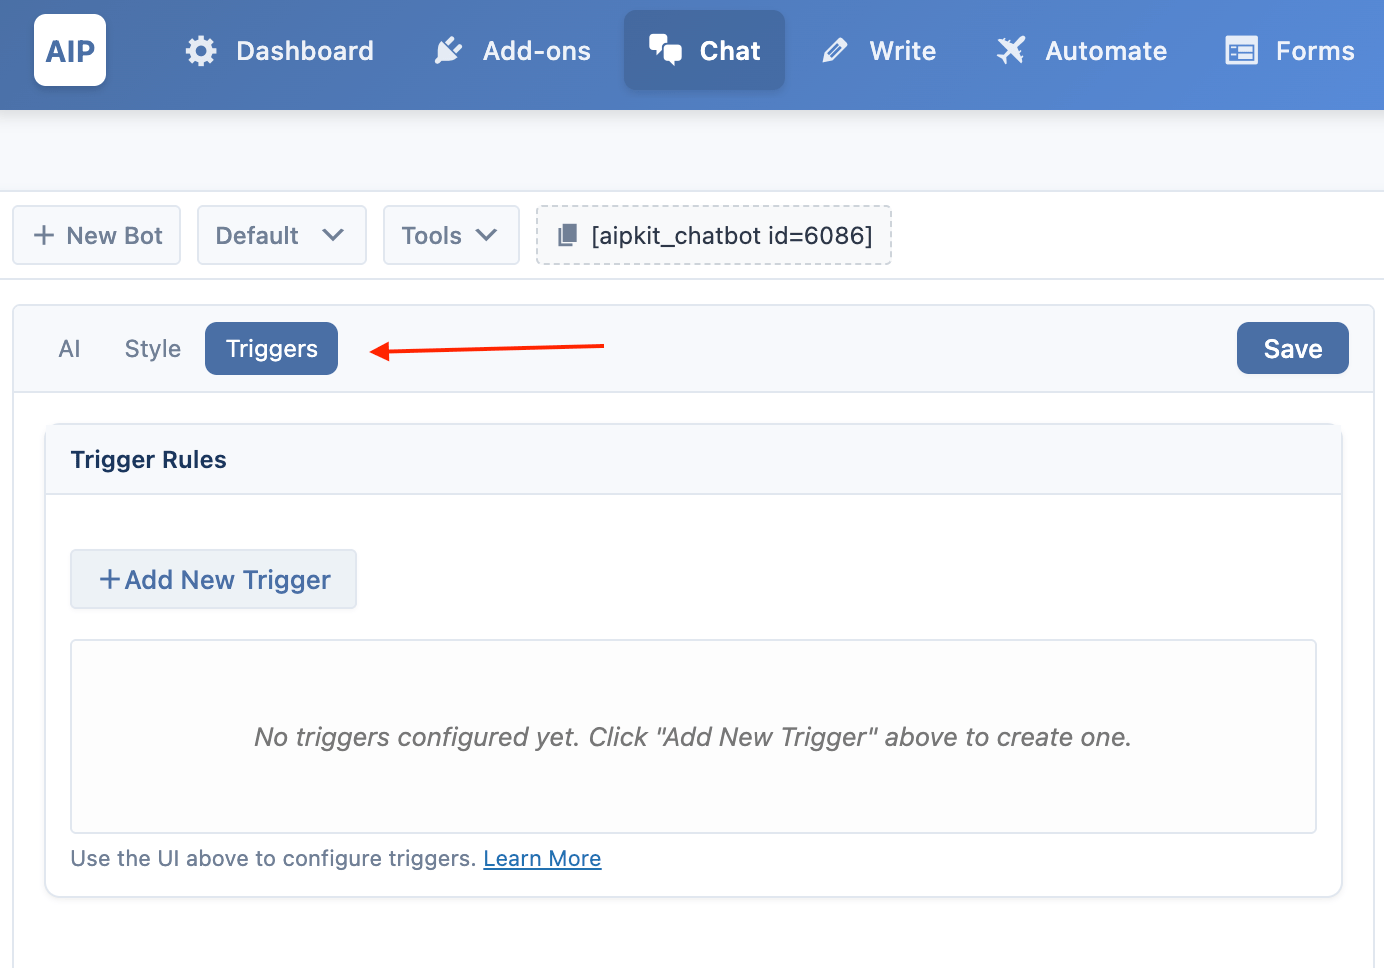 AIP Dashboard Add-ons Chat Write Automate Forms
+ New Bot Default Tools [aipkit_chatbot id=6086]
AI Style Triggers Save
Trigger Rules
+Add New Trigger
No triggers configured yet. Click "Add New Trigger" above to create one.
Use the UI above to configure triggers. Learn More